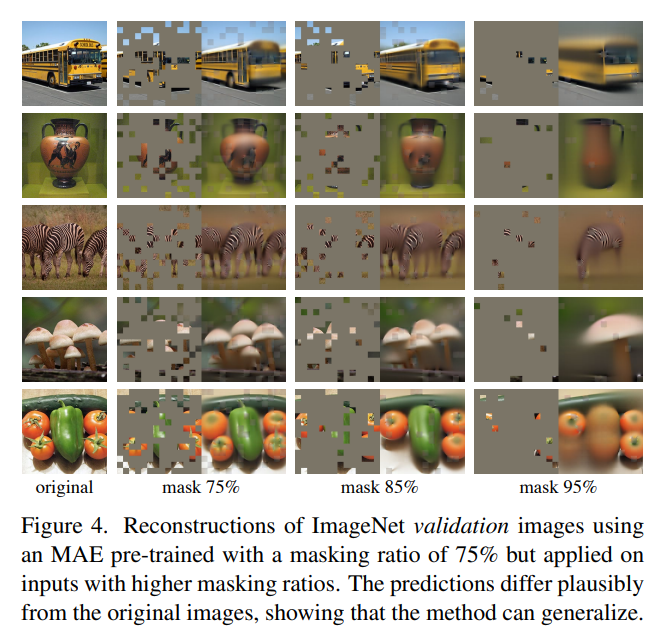 original
mask 75%
mask 85%
mask 95%
Figure 4. Reconstructions of ImageNet validation images using
an MAE pre-trained with a masking ratio of 75% but applied on
inputs with higher masking ratios. The predictions differ plausibly
from the original images, showing that the method can generalize.